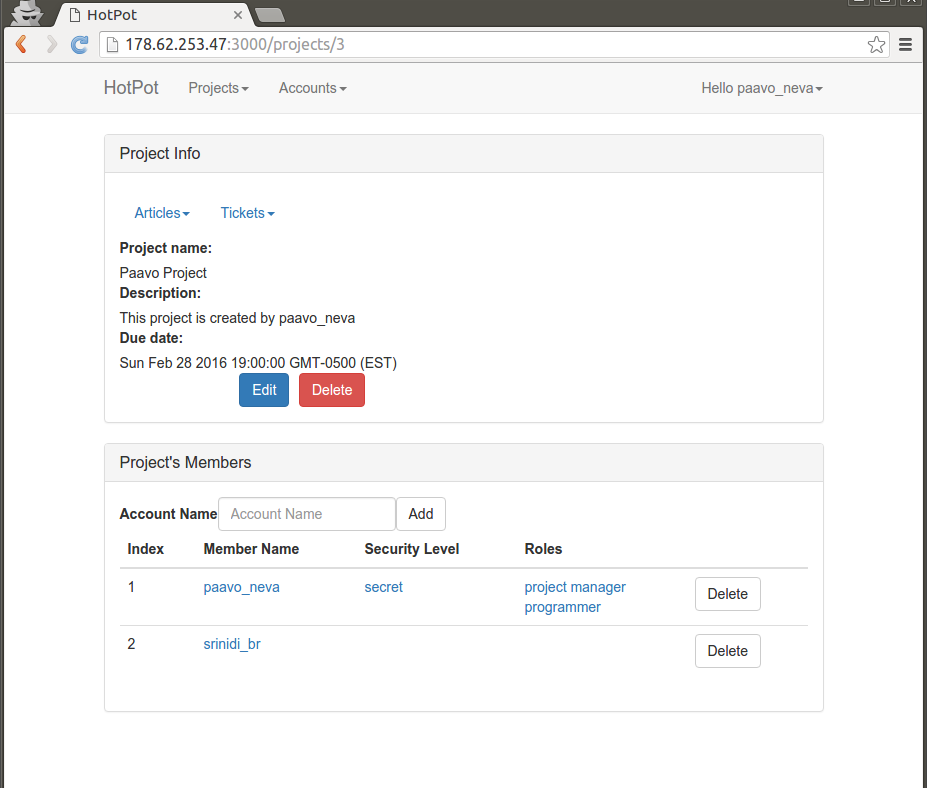 HotPot
178.62.253.47:3000/projects/3
HotPot Projects Accounts Hello paavo_neva
Project Info
Articles Tickets
Project name:
Paavo Project
Description:
This project is created by paavo_neva
Due date:
Sun Feb 28 2016 19:00:00 GMT-0500 (EST)
Edit Delete
Project's Members
Account Name Account Name Add
Index Member Name Security Level Roles
1 paavo_neva secret project manager Delete
programmer
2 srinidi_br Delete